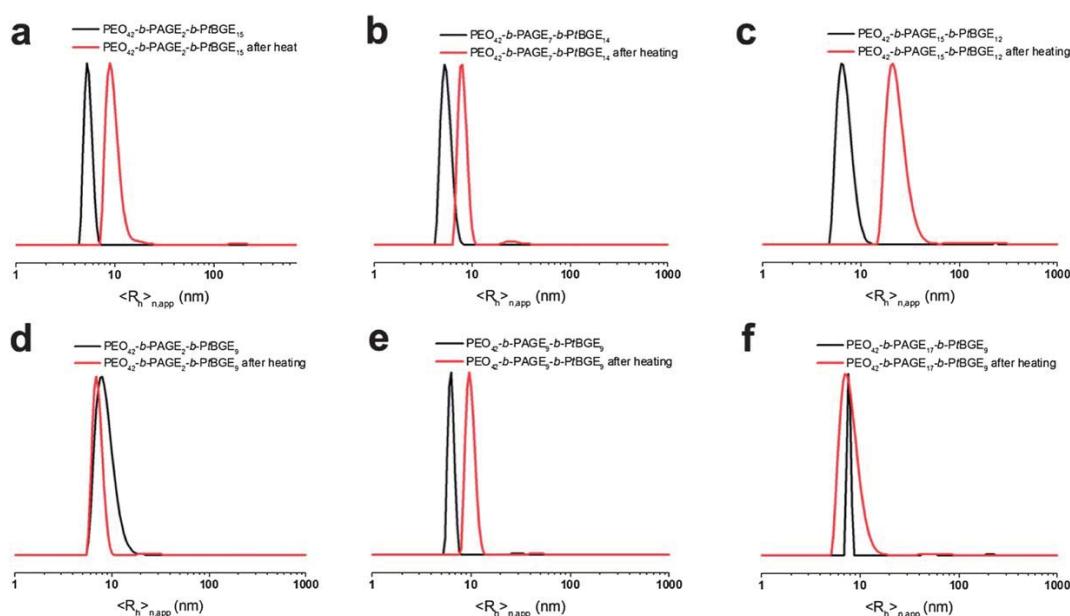 a
PEO42-b-PAGE2-b-PtBGE15
PEO42-b-PAGE2-b-PtBGE15 after heat
1 10 100
<Rh>n,app (nm)
b
PEO42-b-PAGE7-b-PtBGE14
PEO42-b-PAGE7-b-PtBGE14 after heating
1 10 100 1000
<Rh>n,app (nm)
c
PEO42-b-PAGE15-b-PtBGE12
PEO42-b-PAGE15-b-PtBGE12 after heating
1 10 100 1000
<Rh>n,app (nm)
d
PEO42-b-PAGE2-b-PtBGE9
PEO42-b-PAGE2-b-PtBGE9 after heating
1 10 100 1000
<Rh>n,app (nm)
e
PEO42-b-PAGE9-b-PtBGE9
PEO42-b-PAGE9-b-PtBGE9 after heating
1 10 100 1000
<Rh>n,app (nm)
f
PEO42-b-PAGE17-b-PtBGE9
PEO42-b-PAGE17-b-PtBGE9 after heating
1 10 100 1000
<Rh>n,app (nm)